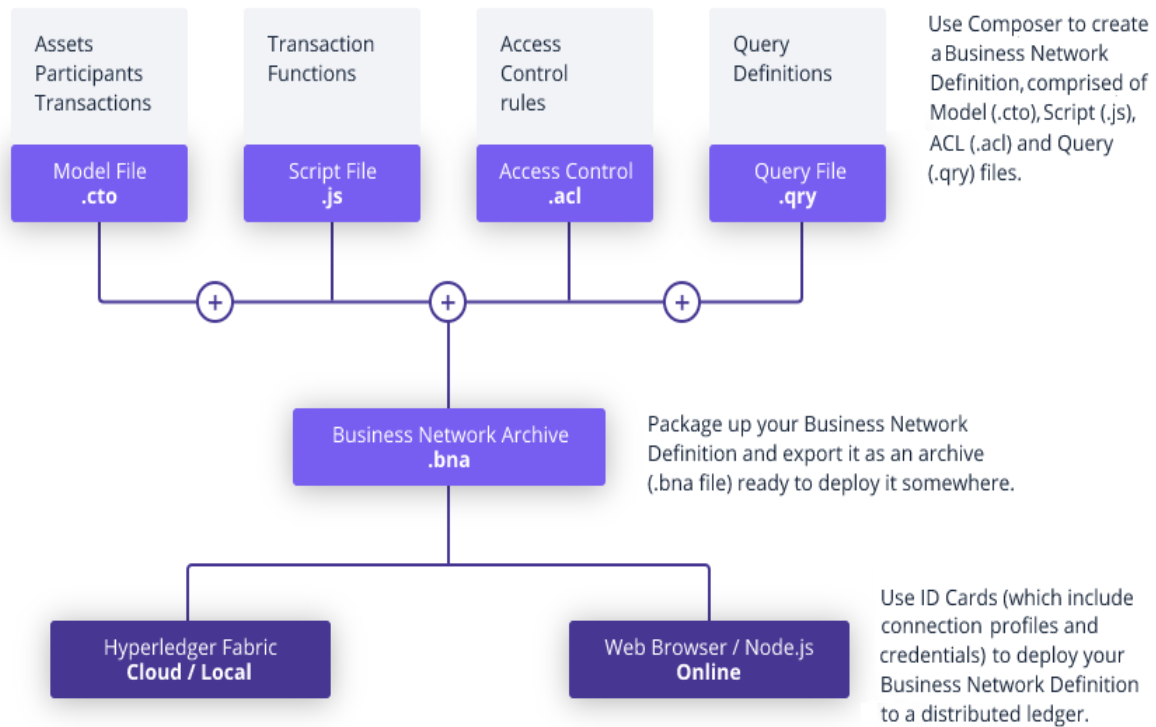 Assets
Participants
Transactions
Transaction
Functions
Access
Control
rules
Query
Definitions
Use Composer to create
a Business Network
Definition, comprised of
Model (.cto), Script (.js),
ACL (.acl) and Query
(.qry) files.
Model File
.cto
Script File
.js
Access Control
.acl
Query File
.qry
+
+
+
Business Network Archive
.bna
Package up your Business Network
Definition and export it as an archive
(.bna file) ready to deploy it somewhere.
Hyperledger Fabric
Cloud / Local
Web Browser / Node.js
Online
Use ID Cards (which include
connection profiles and
credentials) to deploy your
Business Network Definition
to a distributed ledger.